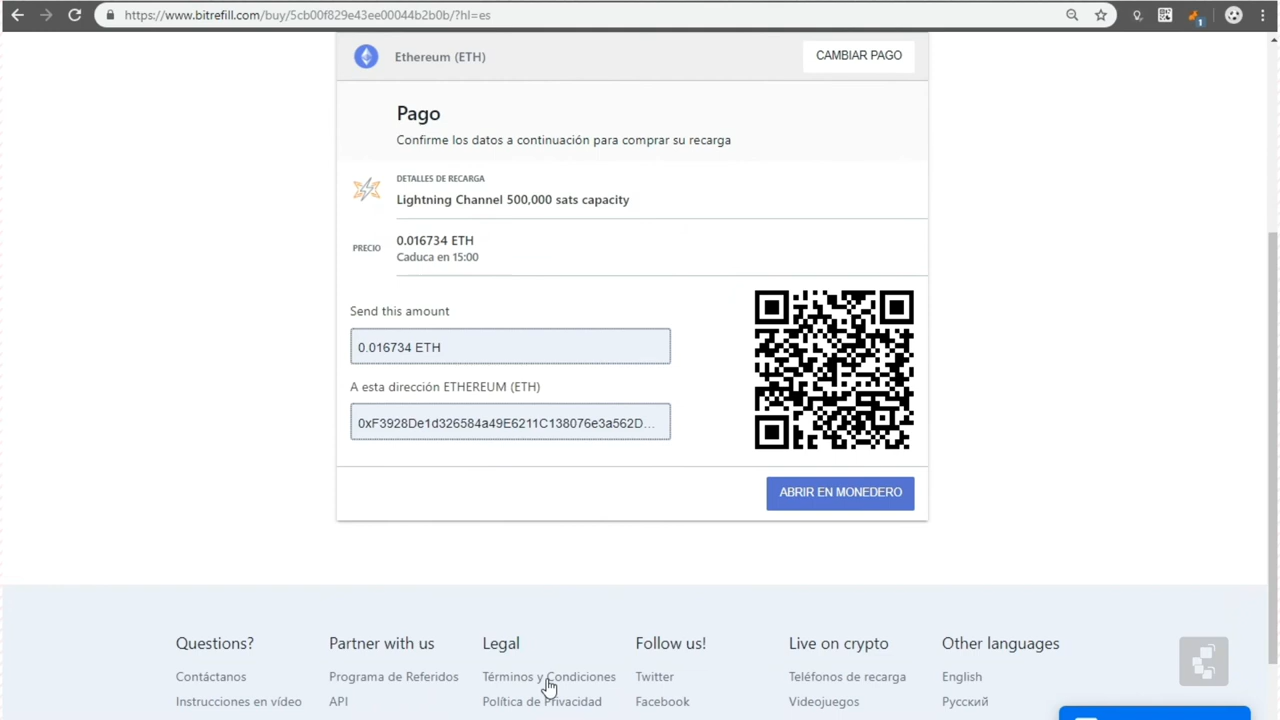 https://www.bitrefill.com/buy/5cb00f829e43ee00044b2b0b/?hl=es
1
Ethereum (ETH)
CAMBIAR PAGO
Pago
Confirme los datos a continuación para comprar su recarga
DETALLES DE RECARGA
Lightning Channel 500,000 sats capacity
PRECIO
0.016734 ETH
Caduca en 15:00
Send this amount
0.016734 ETH
A esta dirección ETHEREUM (ETH)
0xF3928De1d326584a49E6211C138076e3a562D...
ABRIR EN MONEDERO
Questions?
Contáctanos
Instrucciones en vídeo
Partner with us
Programa de Referidos
API
Legal
Términos y Condiciones
Política de Privacidad
Follow us!
Twitter
Facebook
Live on crypto
Teléfonos de recarga
Videojuegos
Other languages
English
Русский